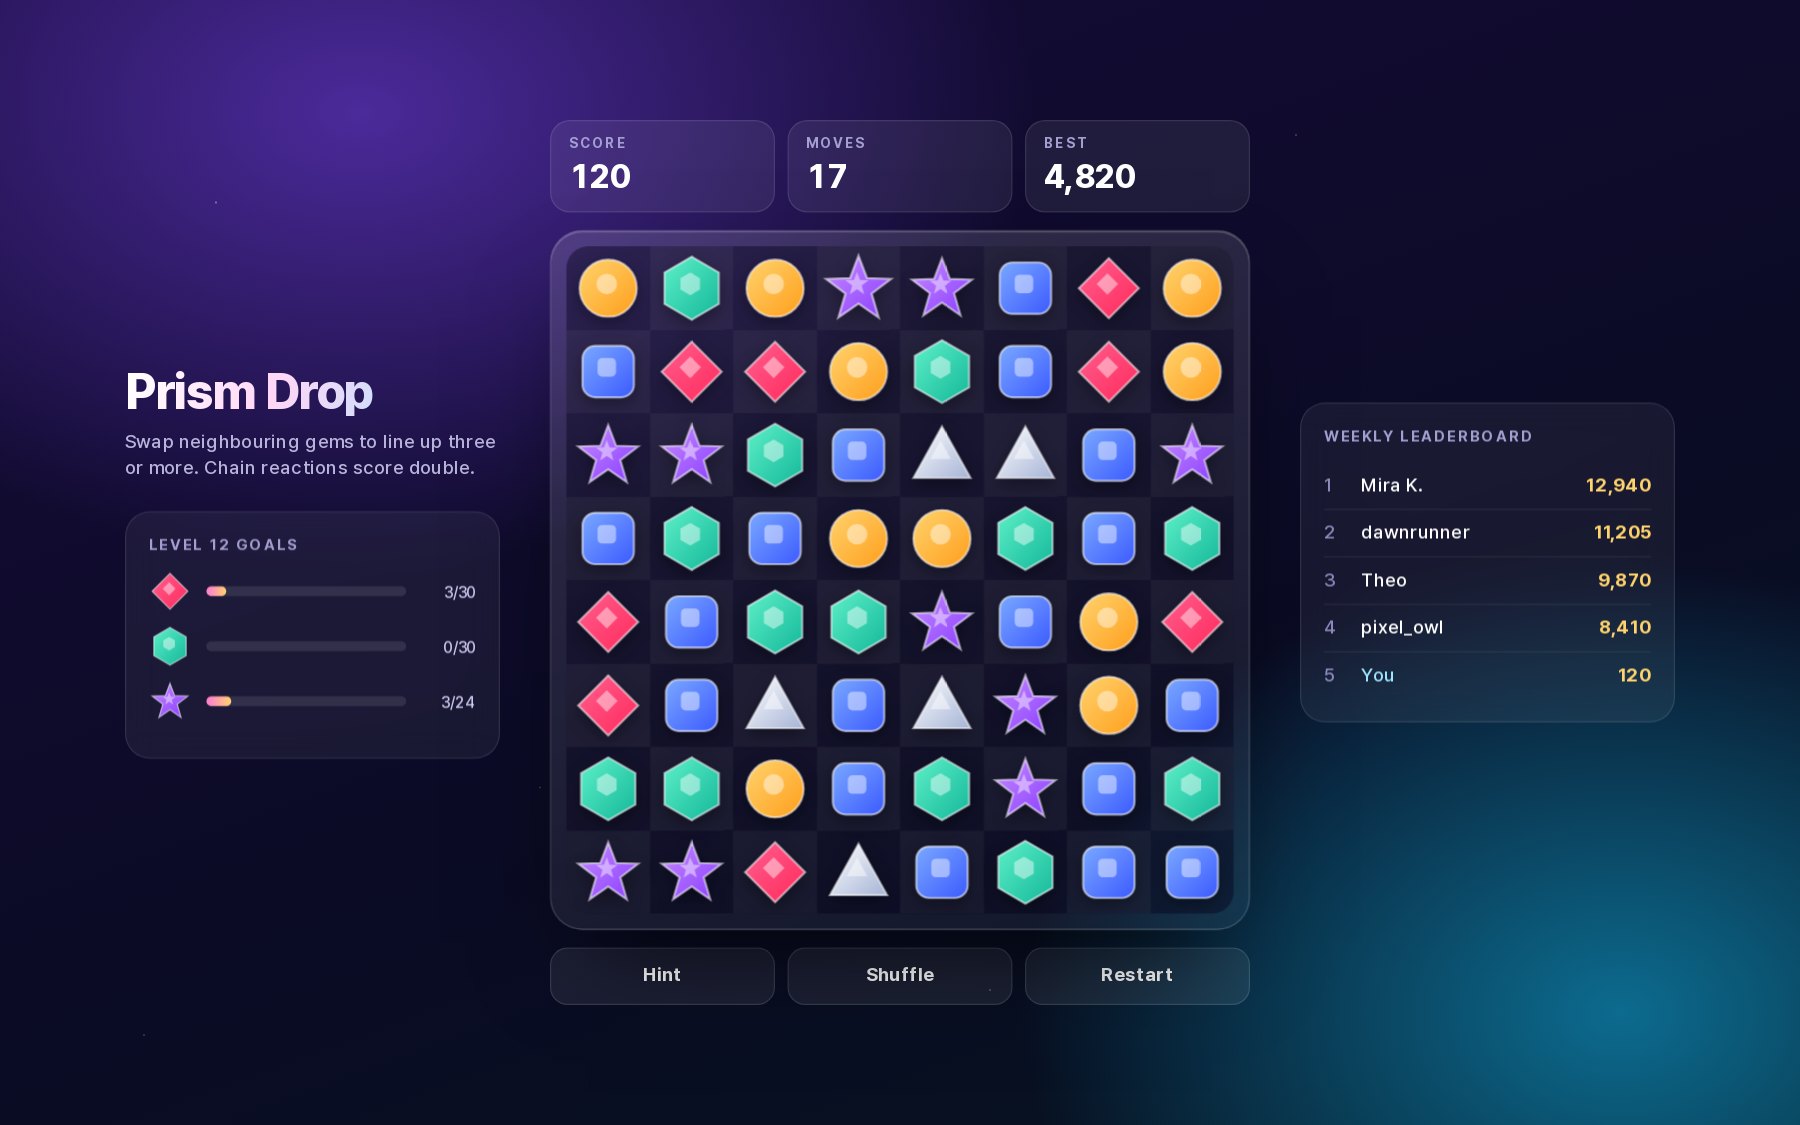 SCORE
120
MOVES
17
BEST
4,820
Prism Drop
Swap neighbouring gems to line up three
or more. Chain reactions score double.
LEVEL 12 GOALS
3/30
0/30
3/24
WEEKLY LEADERBOARD
1 Mira K. 12,940
2 dawnrunner 11,205
3 Theo 9,870
4 pixel_owl 8,410
5 You 120
Hint
Shuffle
Restart